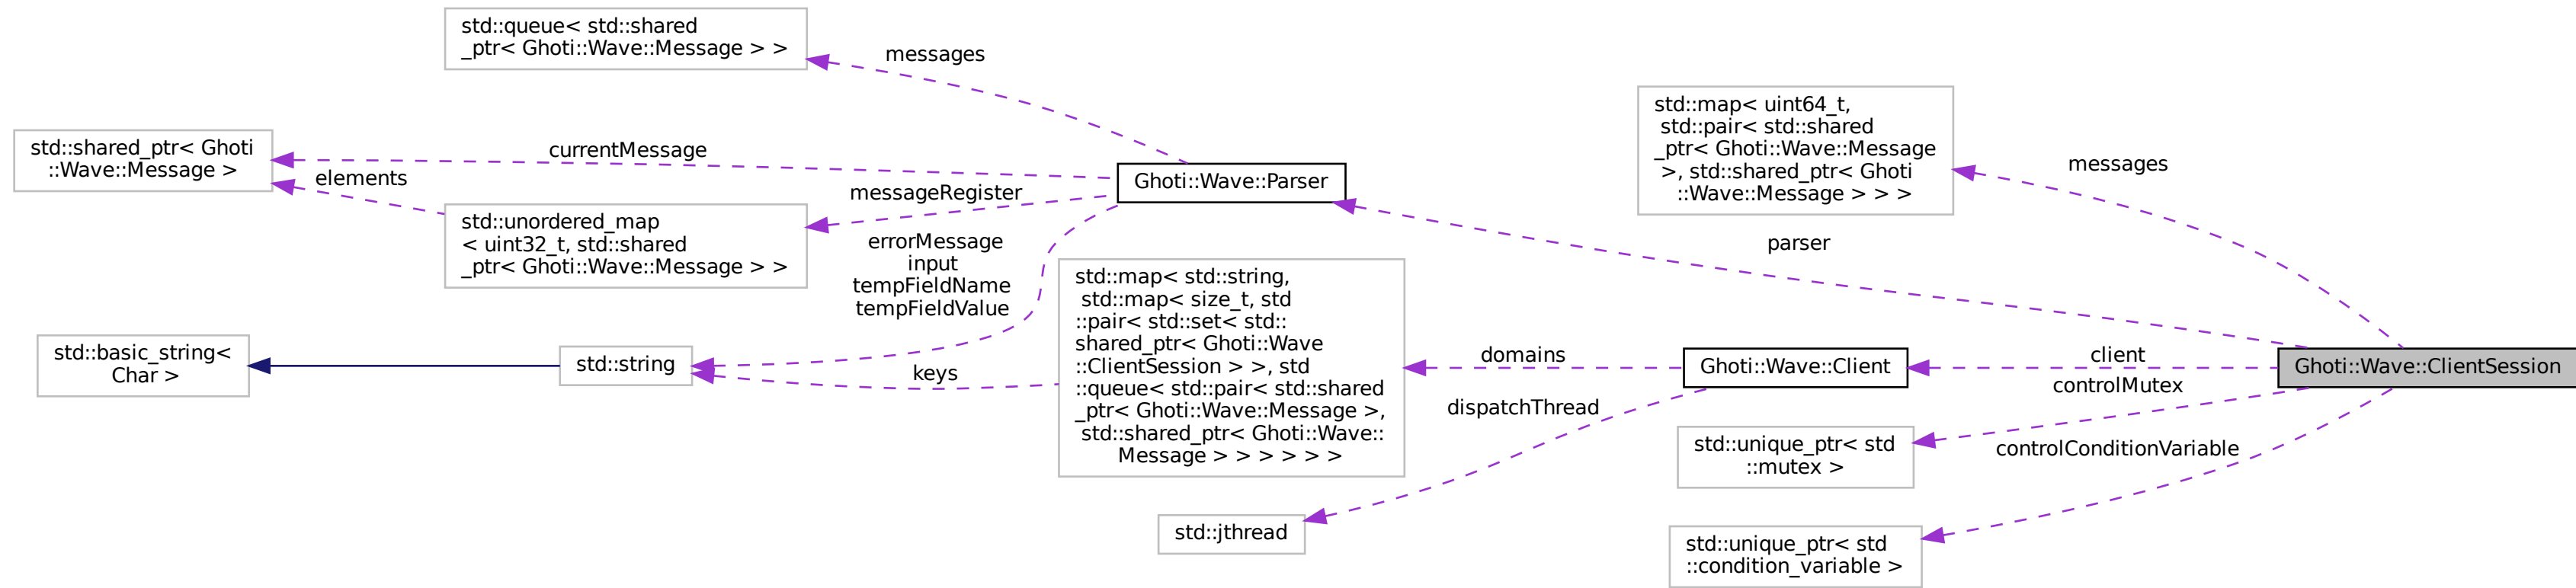 std::queue< std::shared
_ptr< Ghoti::Wave::Message > >
messages
std::shared_ptr< Ghoti
::Wave::Message >
currentMessage
elements
std::unordered_map
< uint32_t, std::shared
_ptr< Ghoti::Wave::Message > >
messageRegister
Ghoti::Wave::Parser
errorMessage
input
tempFieldName
tempFieldValue
std::basic_string<
Char >
std::string
keys
std::map< std::string,
std::map< size_t, std
::pair< std::set< std::
shared_ptr< Ghoti::Wave
::ClientSession > >, std
::queue< std::pair< std::shared
_ptr< Ghoti::Wave::Message >,
std::shared_ptr< Ghoti::Wave::
Message > > > > > >
domains
dispatchThread
std::jthread
std::map< uint64_t,
std::pair< std::shared
_ptr< Ghoti::Wave::Message
>, std::shared_ptr< Ghoti
::Wave::Message > > >
messages
parser
Ghoti::Wave::Client
client
Ghoti::Wave::ClientSession
controlMutex
std::unique_ptr< std
::mutex >
controlConditionVariable
std::unique_ptr< std
::condition_variable >